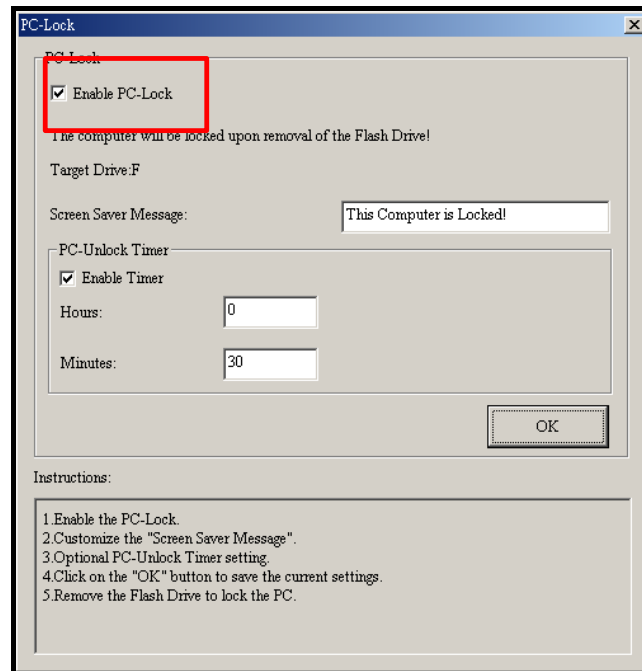 PC-Lock
PC-Lock
Enable PC-Lock
The computer will be locked upon removal of the Flash Drive!
Target Drive:F
Screen Saver Message:
This Computer is Locked!
PC-Unlock Timer
Enable Timer
Hours:
0
Minutes:
30
OK
Instructions:
1.Enable the PC-Lock.
2.Customize the "Screen Saver Message".
3.Optional PC-Unlock Timer setting.
4.Click on the "OK" button to save the current settings.
5.Remove the Flash Drive to lock the PC.